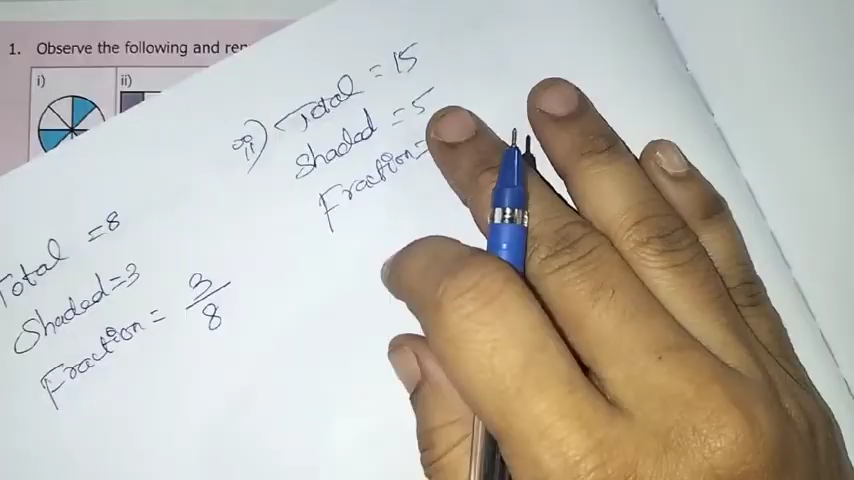 1. Observe the following and
i)
ii)
ii) Total = 15
Shaded = 5
Fraction =
Total = 8
Shaded = 3
Fraction = 3/8